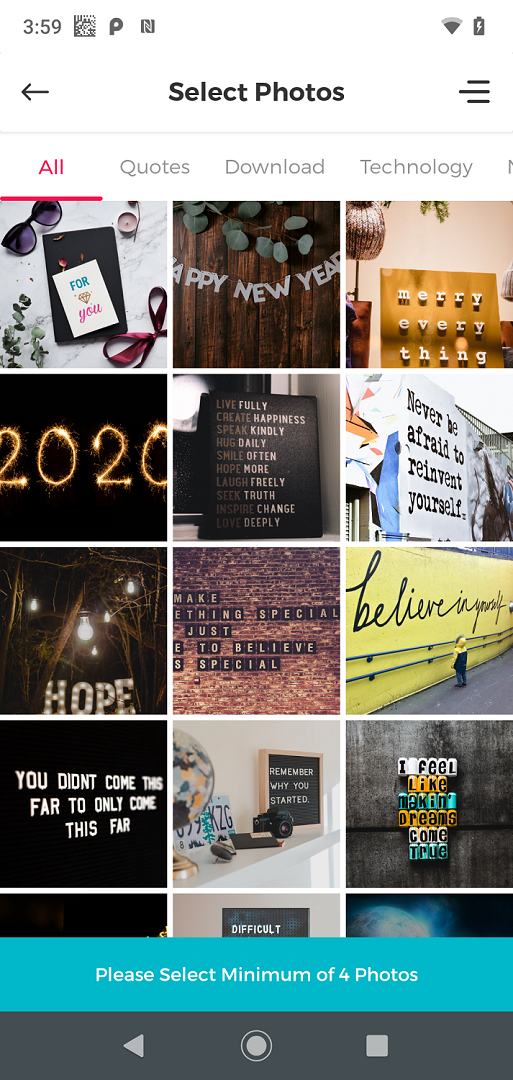 3:59
Select Photos
All Quotes Download Technology
FOR
you
APPY NEW YEAR
merry
every
thing
2020
LIVE FULLY
CREATE HAPPINESS
SPEAK KINDLY
HUG DAILY
SMILE OFTEN
HOPE MORE
LAUGH FREELY
SEEK TRUTH
INSPIRE CHANGE
LOVE DEEPLY
Never be
afraid to
reinvent
yourself.
HOPE
MAKE
ETHING SPECIAL
JUST
E TO BELIEVE
S SPECIAL
believe in yourself
YOU DIDNT COME THIS
FAR TO ONLY COME
THIS FAR
REMEMBER
WHY YOU
STARTED.
I FEEL
LIKE
MAKIN'
DREAMS
COME
TRUE
DIFFICULT
Please Select Minimum of 4 Photos